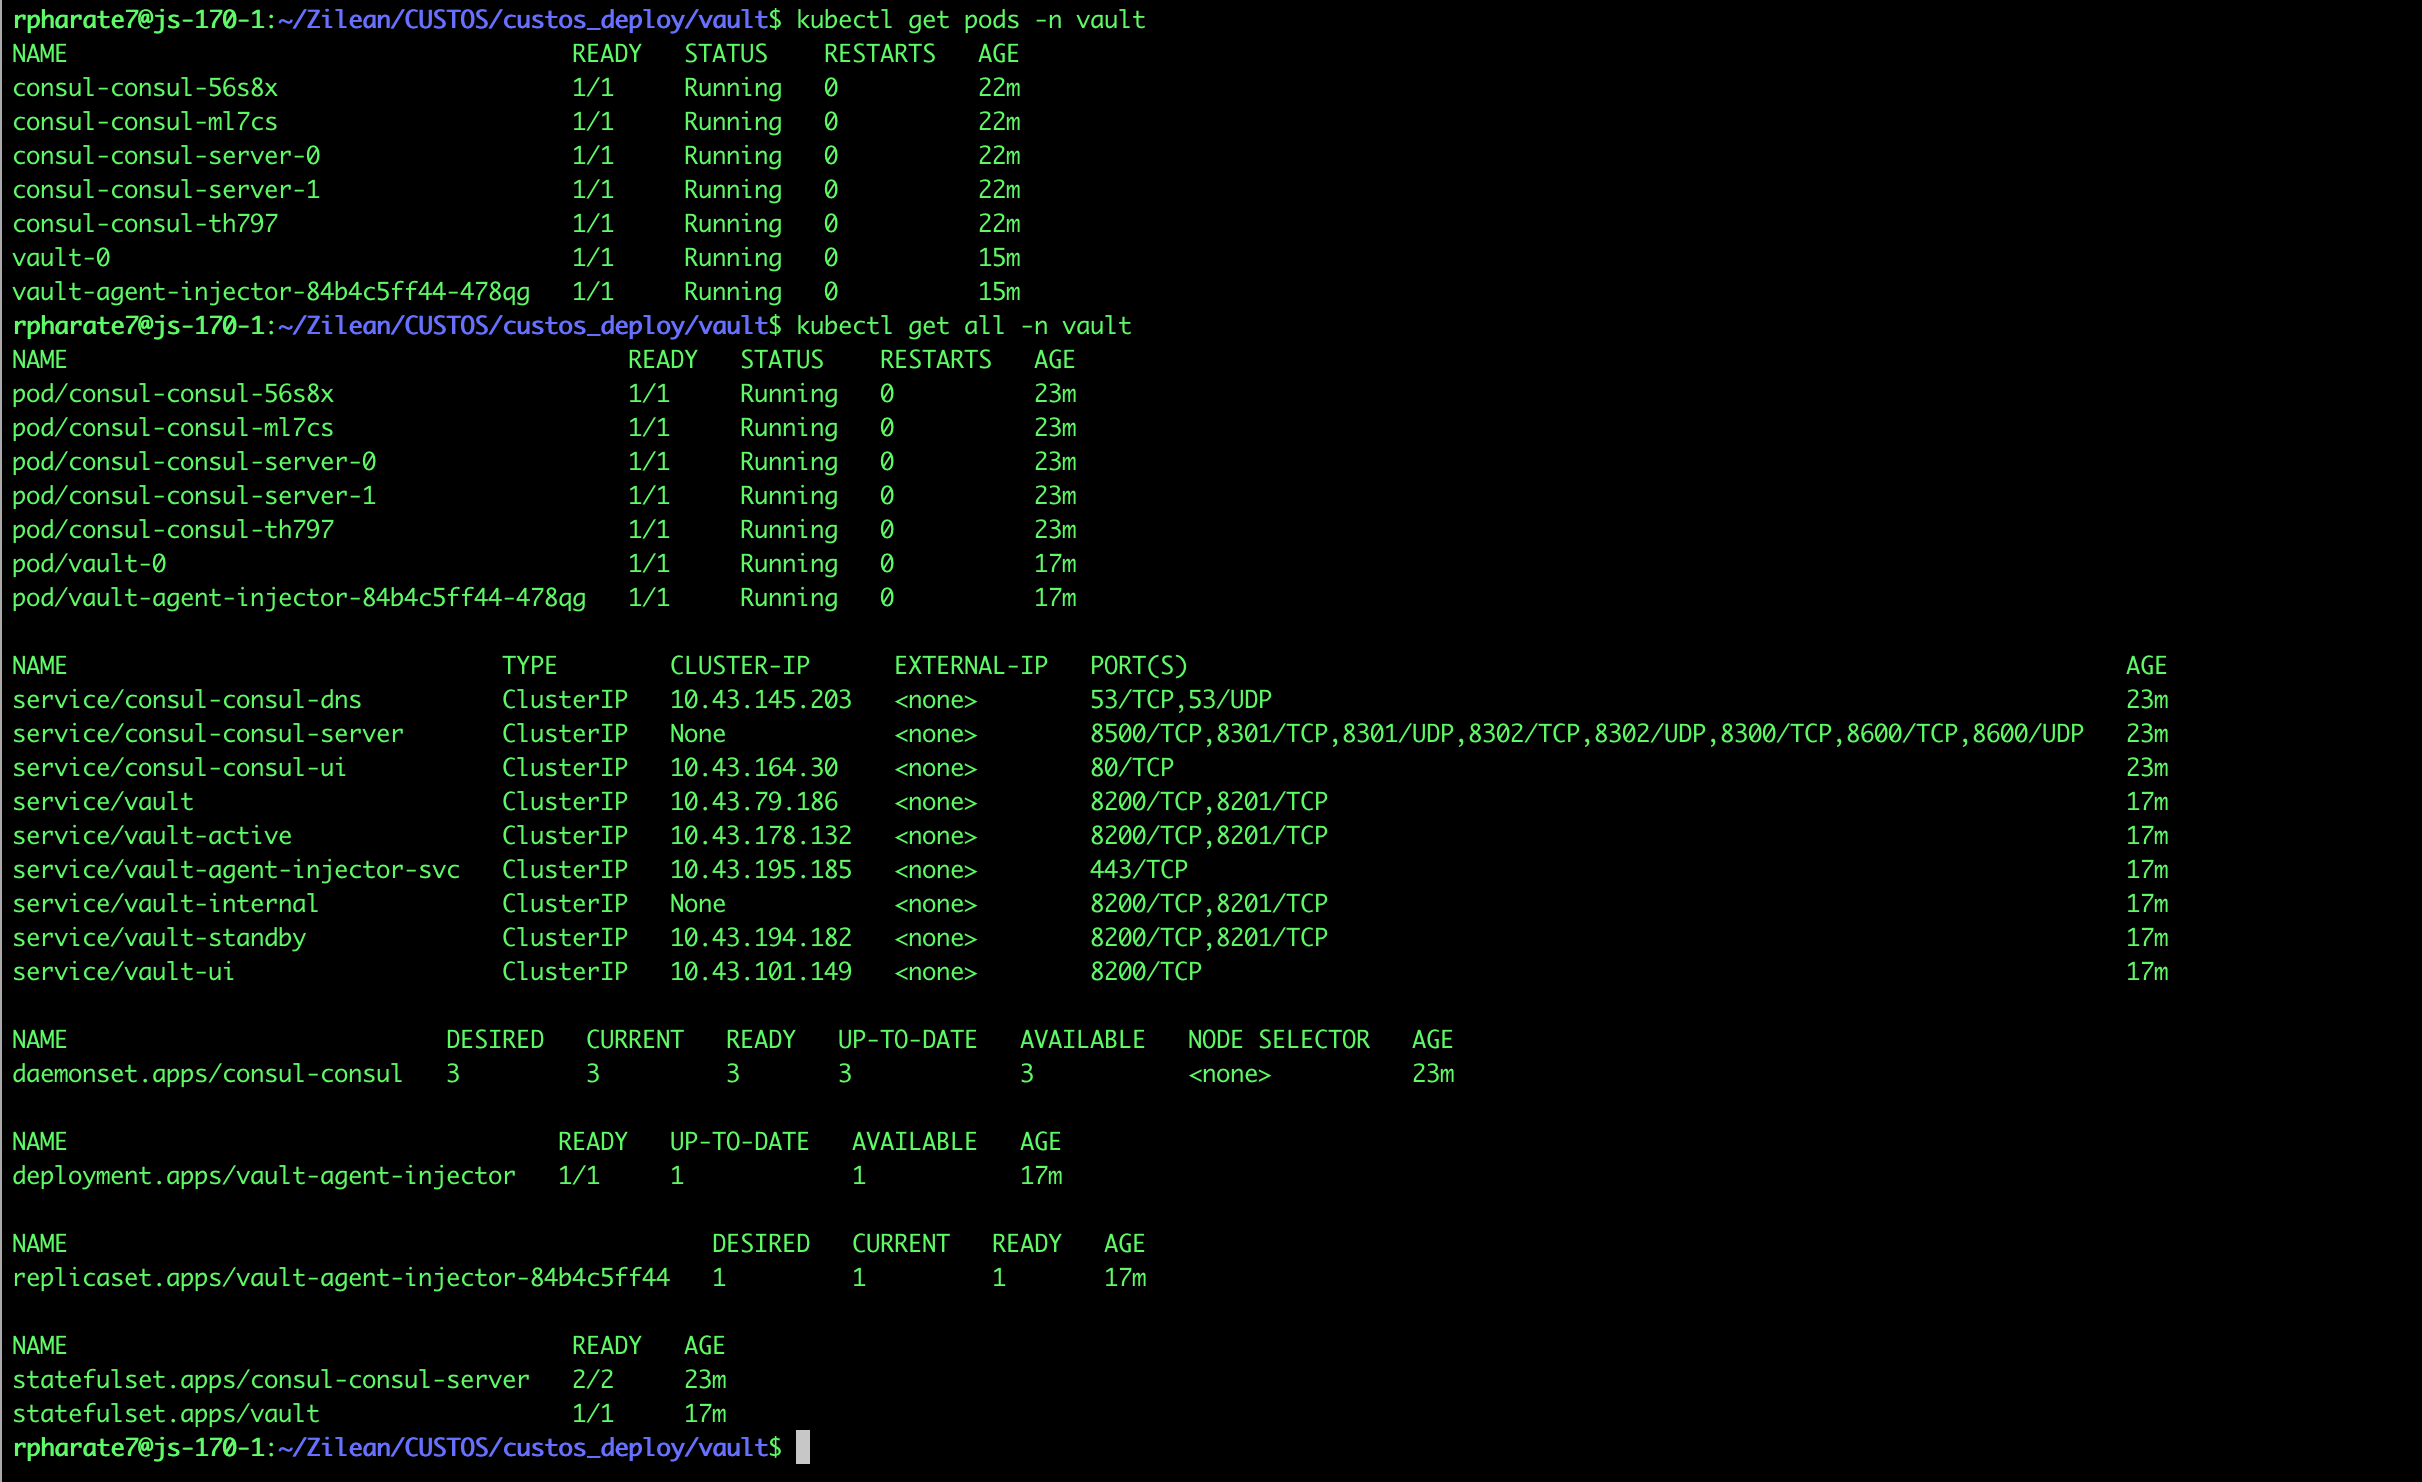 rpharate7@js-170-1:~/Zilean/CUSTOS/custos_deploy/vault$ kubectl get pods -n vault
NAME                                    READY   STATUS    RESTARTS   AGE
consul-consul-56s8x                     1/1     Running   0          22m
consul-consul-ml7cs                     1/1     Running   0          22m
consul-consul-server-0                  1/1     Running   0          22m
consul-consul-server-1                  1/1     Running   0          22m
consul-consul-th797                     1/1     Running   0          22m
vault-0                                 1/1     Running   0          15m
vault-agent-injector-84b4c5ff44-478qg   1/1     Running   0          15m
rpharate7@js-170-1:~/Zilean/CUSTOS/custos_deploy/vault$ kubectl get all -n vault
NAME                                        READY   STATUS    RESTARTS   AGE
pod/consul-consul-56s8x                     1/1     Running   0          23m
pod/consul-consul-ml7cs                     1/1     Running   0          23m
pod/consul-consul-server-0                  1/1     Running   0          23m
pod/consul-consul-server-1                  1/1     Running   0          23m
pod/consul-consul-th797                     1/1     Running   0          23m
pod/vault-0                                 1/1     Running   0          17m
pod/vault-agent-injector-84b4c5ff44-478qg   1/1     Running   0          17m
NAME                               TYPE        CLUSTER-IP      EXTERNAL-IP   PORT(S)                                                                   AGE
service/consul-consul-dns          ClusterIP   10.43.145.203   <none>        53/TCP,53/UDP                                                             23m
service/consul-consul-server       ClusterIP   None            <none>        8500/TCP,8301/TCP,8301/UDP,8302/TCP,8302/UDP,8300/TCP,8600/TCP,8600/UDP   23m
service/consul-consul-ui           ClusterIP   10.43.164.30    <none>        80/TCP                                                                    23m
service/vault                      ClusterIP   10.43.79.186    <none>        8200/TCP,8201/TCP                                                         17m
service/vault-active               ClusterIP   10.43.178.132   <none>        8200/TCP,8201/TCP                                                         17m
service/vault-agent-injector-svc   ClusterIP   10.43.195.185   <none>        443/TCP                                                                   17m
service/vault-internal             ClusterIP   None            <none>        8200/TCP,8201/TCP                                                         17m
service/vault-standby              ClusterIP   10.43.194.182   <none>        8200/TCP,8201/TCP                                                         17m
service/vault-ui                   ClusterIP   10.43.101.149   <none>        8200/TCP                                                                  17m
NAME                           DESIRED   CURRENT   READY   UP-TO-DATE   AVAILABLE   NODE SELECTOR   AGE
daemonset.apps/consul-consul   3         3         3       3            3           <none>          23m
NAME                                   READY   UP-TO-DATE   AVAILABLE   AGE
deployment.apps/vault-agent-injector   1/1     1            1           17m
NAME                                              DESIRED   CURRENT   READY   AGE
replicaset.apps/vault-agent-injector-84b4c5ff44   1         1         1       17m
NAME                                    READY   AGE
statefulset.apps/consul-consul-server   2/2     23m
statefulset.apps/vault                  1/1     17m
rpharate7@js-170-1:~/Zilean/CUSTOS/custos_deploy/vault$